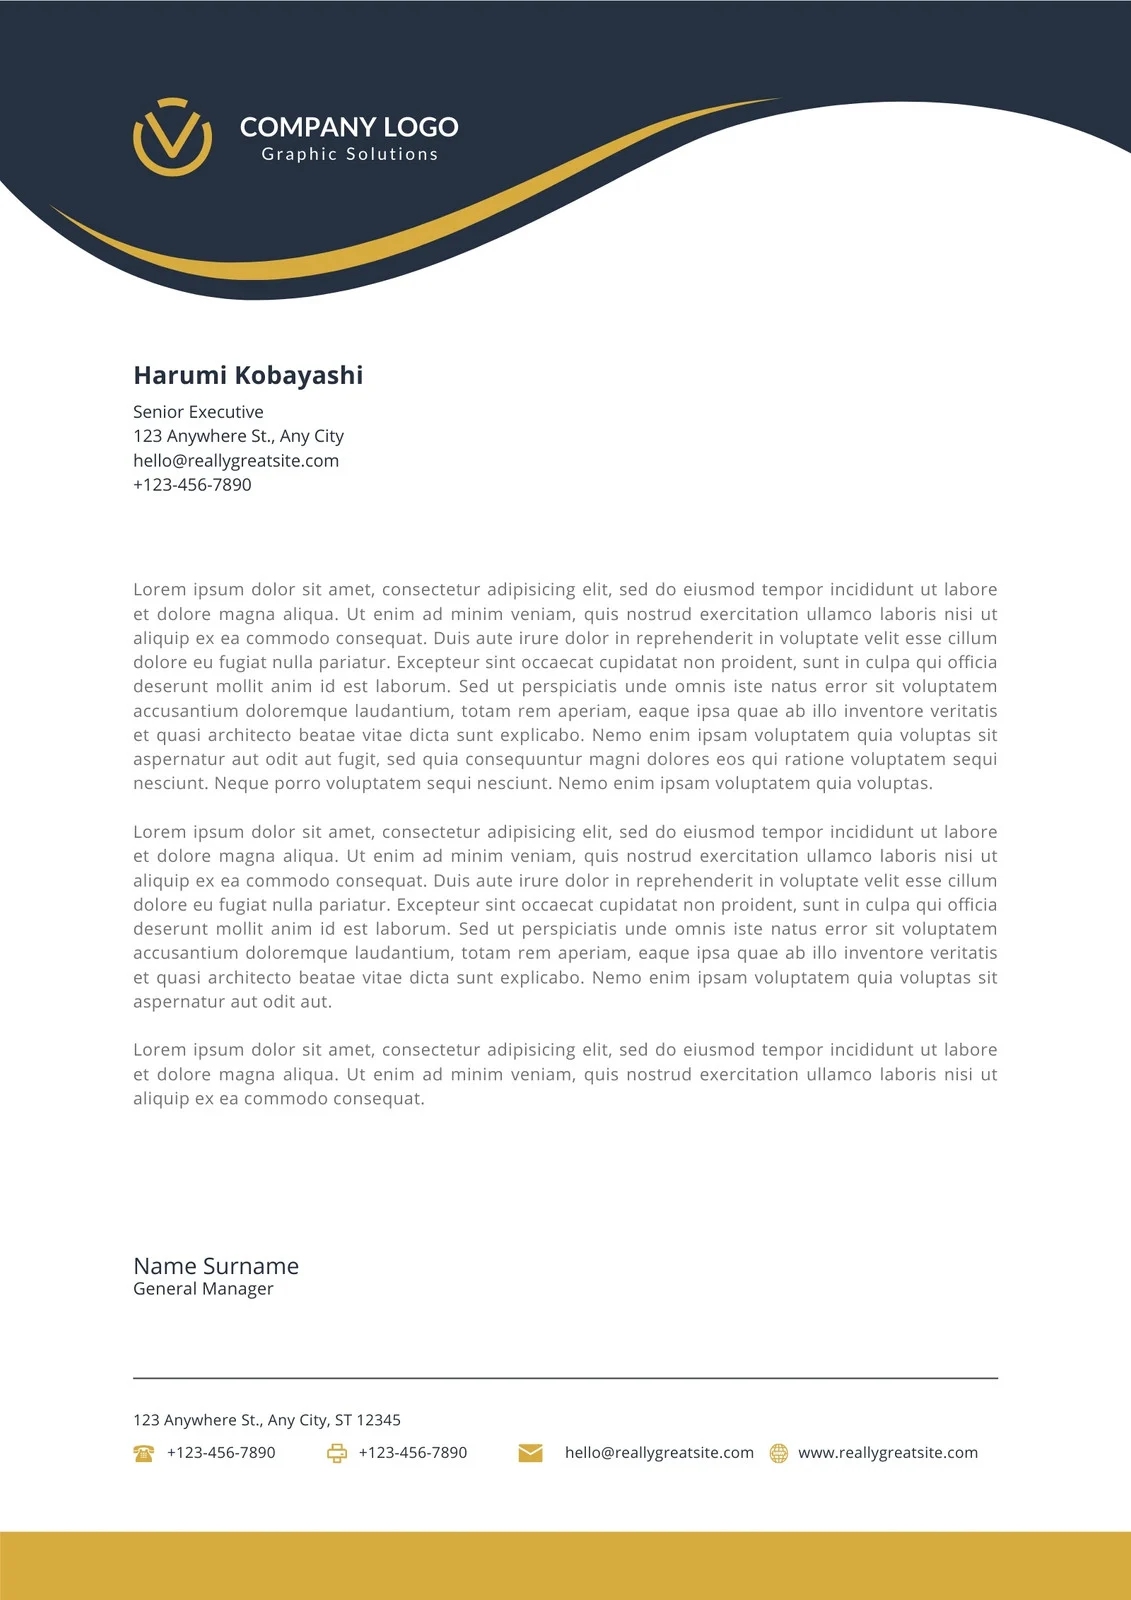 COMPANY LOGO
Graphic Solutions
Harumi Kobayashi
Senior Executive
123 Anywhere St., Any City
hello@reallygreatsite.com
+123-456-7890
Lorem ipsum dolor sit amet, consectetur adipisicing elit, sed do eiusmod tempor incididunt ut labore
et dolore magna aliqua. Ut enim ad minim veniam, quis nostrud exercitation ullamco laboris nisi ut
aliquip ex ea commodo consequat. Duis aute irure dolor in reprehenderit in voluptate velit esse cillum
dolore eu fugiat nulla pariatur. Excepteur sint occaecat cupidatat non proident, sunt in culpa qui officia
deserunt mollit anim id est laborum. Sed ut perspiciatis unde omnis iste natus error sit voluptatem
accusantium doloremque laudantium, totam rem aperiam, eaque ipsa quae ab illo inventore veritatis
et quasi architecto beatae vitae dicta sunt explicabo. Nemo enim ipsam voluptatem quia voluptas sit
aspernatur aut odit aut fugit, sed quia consequuntur magni dolores eos qui ratione voluptatem sequi
nesciunt. Neque porro voluptatem sequi nesciunt. Nemo enim ipsam voluptatem quia voluptas.
Lorem ipsum dolor sit amet, consectetur adipisicing elit, sed do eiusmod tempor incididunt ut labore
et dolore magna aliqua. Ut enim ad minim veniam, quis nostrud exercitation ullamco laboris nisi ut
aliquip ex ea commodo consequat. Duis aute irure dolor in reprehenderit in voluptate velit esse cillum
dolore eu fugiat nulla pariatur. Excepteur sint occaecat cupidatat non proident, sunt in culpa qui officia
deserunt mollit anim id est laborum. Sed ut perspiciatis unde omnis iste natus error sit voluptatem
accusantium doloremque laudantium, totam rem aperiam, eaque ipsa quae ab illo inventore veritatis
et quasi architecto beatae vitae dicta sunt explicabo. Nemo enim ipsam voluptatem quia voluptas sit
aspernatur aut odit aut.
Lorem ipsum dolor sit amet, consectetur adipisicing elit, sed do eiusmod tempor incididunt ut labore
et dolore magna aliqua. Ut enim ad minim veniam, quis nostrud exercitation ullamco laboris nisi ut
aliquip ex ea commodo consequat.
Name Surname
General Manager
123 Anywhere St., Any City, ST 12345
+123-456-7890 +123-456-7890 hello@reallygreatsite.com www.reallygreatsite.com